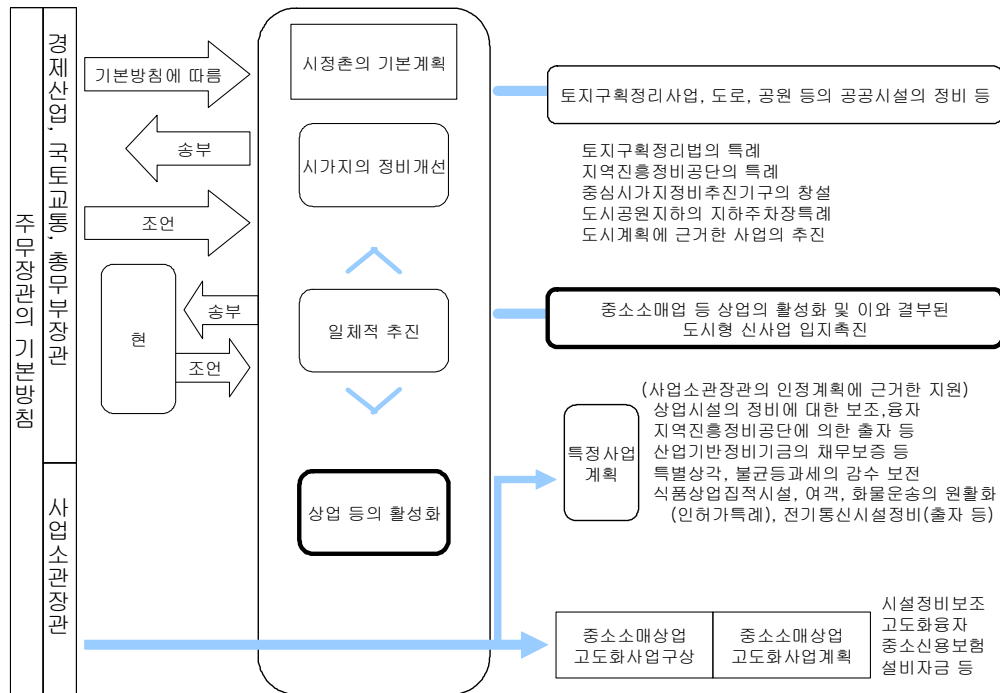 주무장관의 기본방침
경제산업, 국토교통, 총무부장관
사업소관장관
기본방침에 따름
송부
조언
현
송부
조언
시정촌의 기본계획
시가지의 정비개선
일체적 추진
상업 등의 활성화
토지구획정리사업, 도로, 공원 등의 공공시설의 정비 등
토지구획정리법의 특례
지역진흥정비공단의 특례
중심시가지정비추진기구의 창설
도시공원지하의 지하주차장특례
도시계획에 근거한 사업의 추진
중소소매업 등 상업의 활성화 및 이와 결부된
도시형 신사업 입지촉진
특정사업
계획
(사업소관장관의 인정계획에 근거한 지원)
상업시설의 정비에 대한 보조,융자
지역진흥정비공단에 의한 출자 등
산업기반정비기금의 채무보증 등
특별상각, 불균등과세의 감수 보전
식품상업집적시설, 여객, 화물운송의 원활화
(인허가특례), 전기통신시설정비(출자 등)
중소소매상업
고도화사업구상
중소소매상업
고도화사업계획
시설정비보조
고도화융자
중소신용보험
설비자금 등